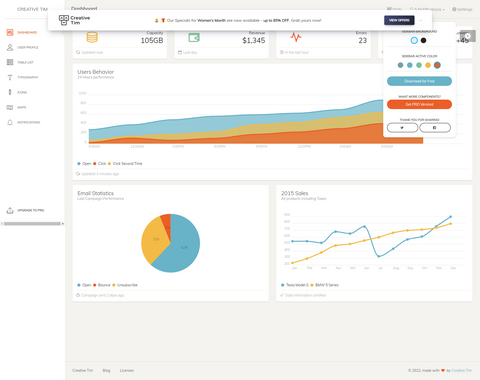 CREATIVE TIM
Dashboard
Creative
Tim
Our Specials for Women's Month are now available - up to 85% OFF. Grab yours now!
VIEW OFFERS
DASHBOARD
USER PROFILE
TABLE LIST
TYPOGRAPHY
ICONS
MAPS
NOTIFICATIONS
UPGRADE TO PRO
Capacity
105GB
Updated now
Revenue
$1,345
Last day
Errors
23
In the last hour
SIDEBAR BACKGROUND
SIDEBAR ACTIVE COLOR
Download for Free
WANT MORE COMPONENTS?
Get PRO Version!
THANK YOU FOR SHARING!
Users Behavior
24 Hours performance
Open
Click
Click Second Time
Updated 3 minutes ago
Email Statistics
Last Campaign Performance
Open
Bounce
Unsubscribe
Campaign sent 2 days ago
2015 Sales
All products including Taxes
Tesla Model S
BMW 5 Series
Data information certified
Creative Tim
Blog
Licenses
© 2022, made with by Creative Tim